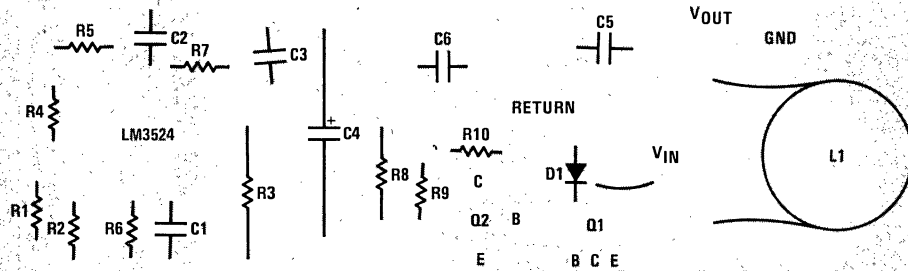 R5
C2
R7
C3
C6
C5
VOUT
GND
R4
LM3524
+
C4
RETURN
R10
C
D1
VIN
L1
R1
R2
R6
C1
R3
R8
R9
Q2 B
Q1
E
B C E